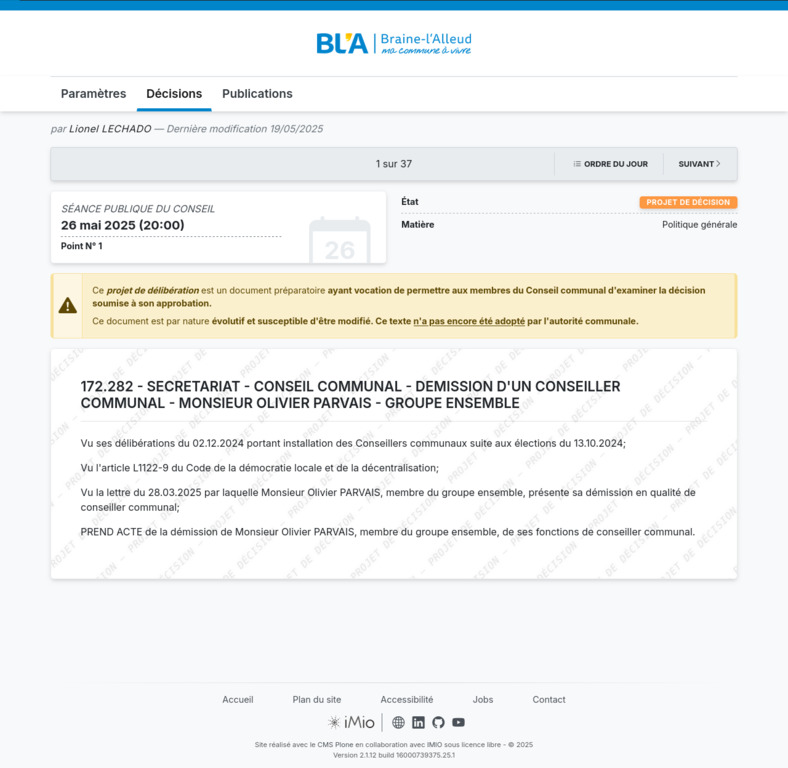 BL'A Braine-l'Alleud
ma commune à vivre
Paramètres Décisions Publications
par Lionel LECHADO — Dernière modification 19/05/2025
1 sur 37 ORDRE DU JOUR SUIVANT
SÉANCE PUBLIQUE DU CONSEIL
26 mai 2025 (20:00)
Point N° 1
26
État PROJET DE DÉCISION
Matière Politique générale
Ce projet de délibération est un document préparatoire ayant vocation de permettre aux membres du Conseil communal d'examiner la décision
soumise à son approbation.
Ce document est par nature évolutif et susceptible d'être modifié. Ce texte n'a pas encore été adopté par l'autorité communale.
172.282 - SECRETARIAT - CONSEIL COMMUNAL - DEMISSION D'UN CONSEILLER
COMMUNAL - MONSIEUR OLIVIER PARVAIS - GROUPE ENSEMBLE
Vu ses délibérations du 02.12.2024 portant installation des Conseillers communaux suite aux élections du 13.10.2024;
Vu l'article L1122-9 du Code de la démocratie locale et de la décentralisation;
Vu la lettre du 28.03.2025 par laquelle Monsieur Olivier PARVAIS, membre du groupe ensemble, présente sa démission en qualité de
conseiller communal;
PREND ACTE de la démission de Monsieur Olivier PARVAIS, membre du groupe ensemble, de ses fonctions de conseiller communal.
PROJET DE DÉCISION - PROJET DE DÉCISION - PROJET DE DÉCISION
Accueil Plan du site Accessibilité Jobs Contact
iMio
Site réalisé avec le CMS Plone en collaboration avec IMIO sous licence libre - © 2025
Version 2.1.12 build 16000739375.25.1